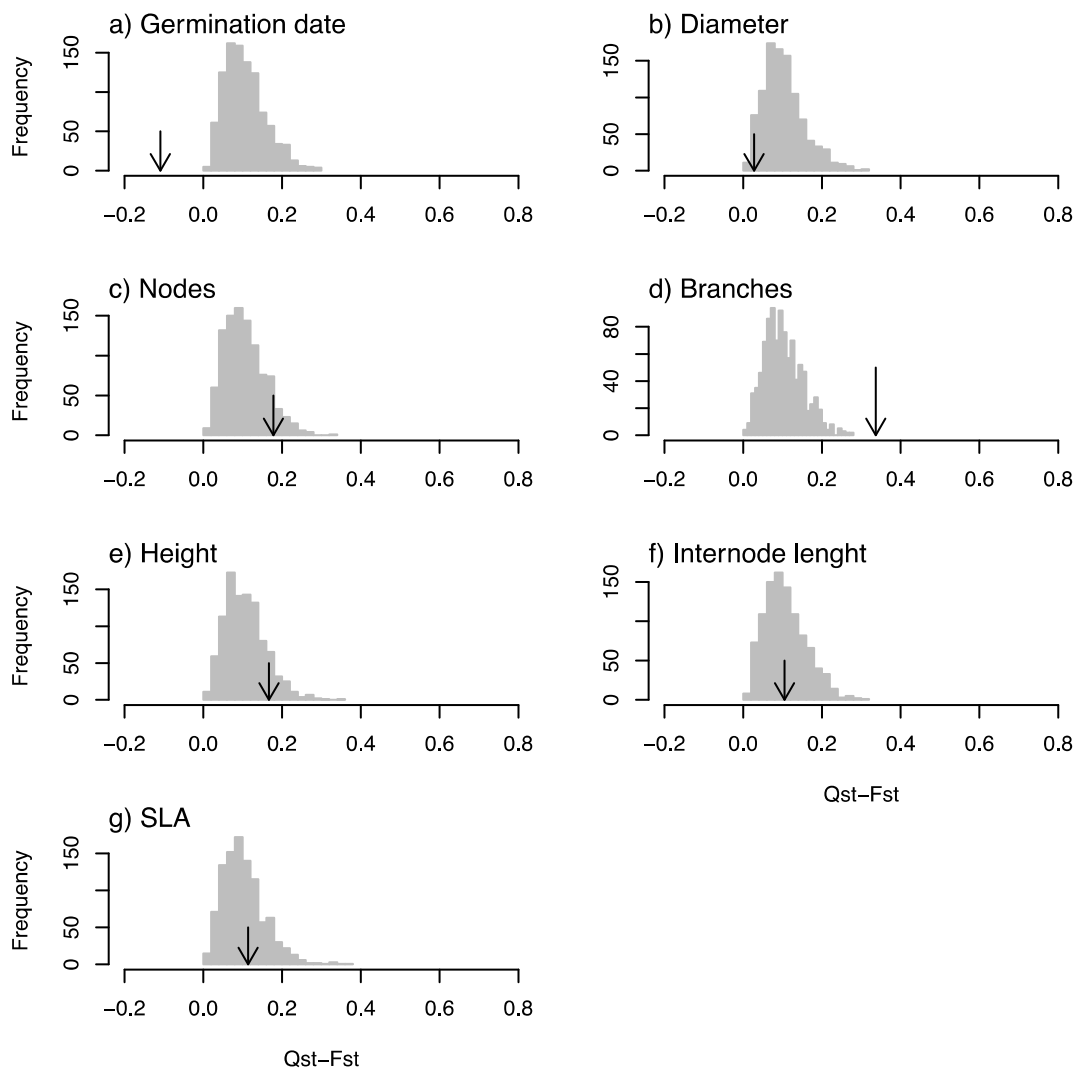 a) Germination date
Frequency
0 50 150
−0.2 0.0 0.2 0.4 0.6 0.8
b) Diameter
0 50 150
−0.2 0.0 0.2 0.4 0.6 0.8
c) Nodes
Frequency
0 50 150
−0.2 0.0 0.2 0.4 0.6 0.8
d) Branches
0 40 80
−0.2 0.0 0.2 0.4 0.6 0.8
e) Height
Frequency
0 50 150
−0.2 0.0 0.2 0.4 0.6 0.8
f) Internode lenght
0 50 150
−0.2 0.0 0.2 0.4 0.6 0.8
Qst−Fst
g) SLA
Frequency
0 50 150
−0.2 0.0 0.2 0.4 0.6 0.8
Qst−Fst